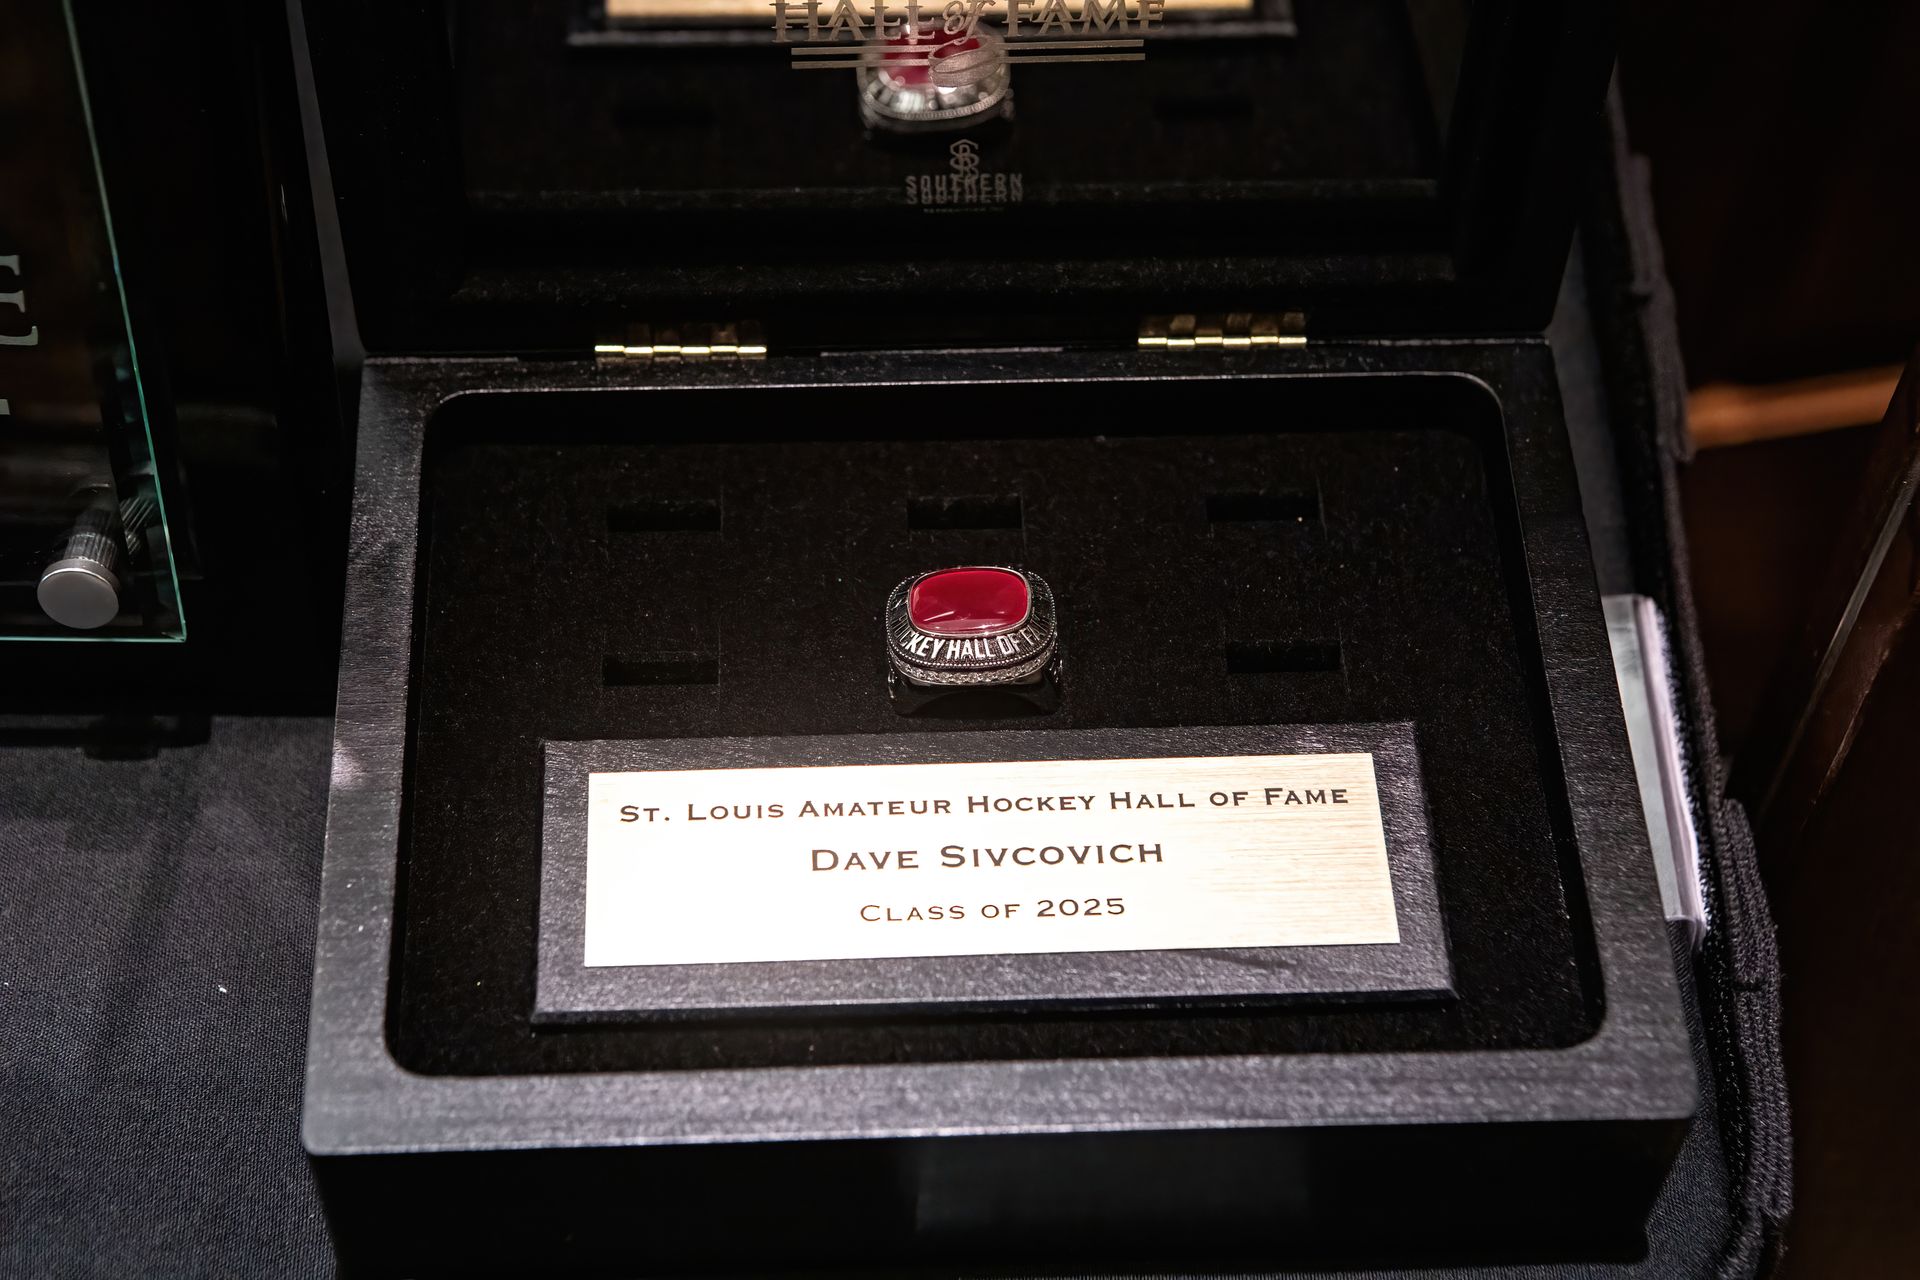 HALL of FAME
SOUTHERN
KEY HALL OF F
St. Louis Amateur Hockey Hall of Fame
Dave Sivcovich
Class of 2025